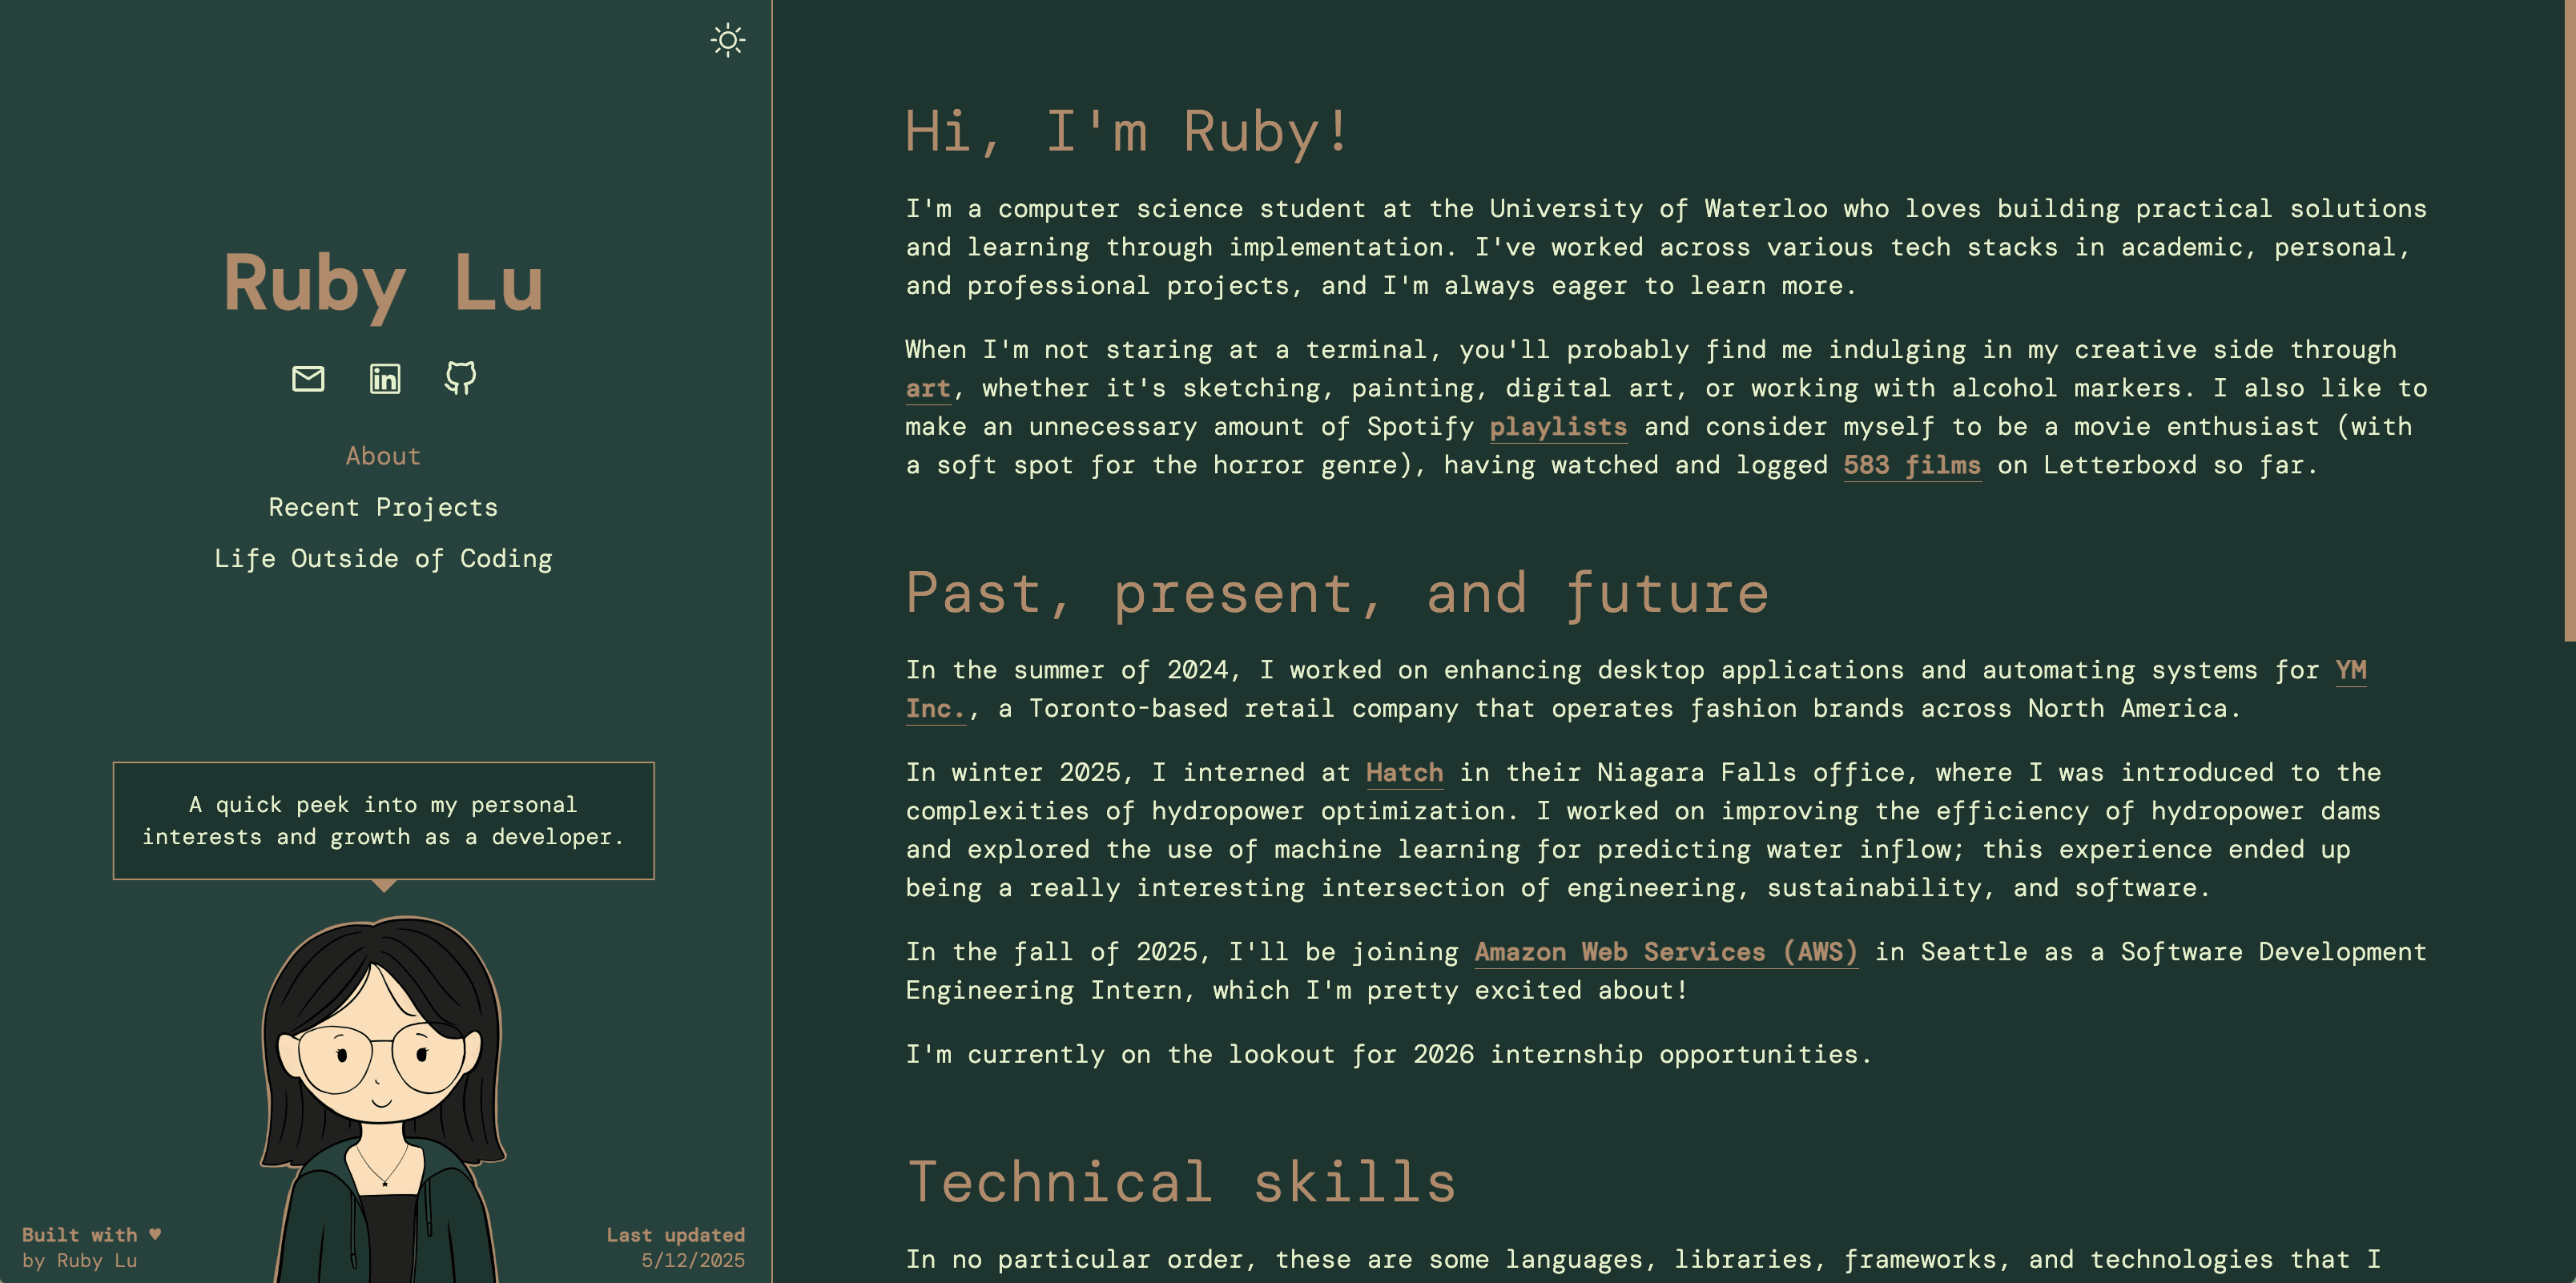 Ruby Lu
About
Recent Projects
Life Outside of Coding
A quick peek into my personal
interests and growth as a developer.
Built with ♥
by Ruby Lu
Last updated
5/12/2025
Hi, I'm Ruby!
I'm a computer science student at the University of Waterloo who loves building practical solutions
and learning through implementation. I've worked across various tech stacks in academic, personal,
and professional projects, and I'm always eager to learn more.
When I'm not staring at a terminal, you'll probably find me indulging in my creative side through
art, whether it's sketching, painting, digital art, or working with alcohol markers. I also like to
make an unnecessary amount of Spotify playlists and consider myself to be a movie enthusiast (with
a soft spot for the horror genre), having watched and logged 583 films on Letterboxd so far.
Past, present, and future
In the summer of 2024, I worked on enhancing desktop applications and automating systems for YM
Inc., a Toronto-based retail company that operates fashion brands across North America.
In winter 2025, I interned at Hatch in their Niagara Falls office, where I was introduced to the
complexities of hydropower optimization. I worked on improving the efficiency of hydropower dams
and explored the use of machine learning for predicting water inflow; this experience ended up
being a really interesting intersection of engineering, sustainability, and software.
In the fall of 2025, I'll be joining Amazon Web Services (AWS) in Seattle as a Software Development
Engineering Intern, which I'm pretty excited about!
I'm currently on the lookout for 2026 internship opportunities.
Technical skills
In no particular order, these are some languages, libraries, frameworks, and technologies that I